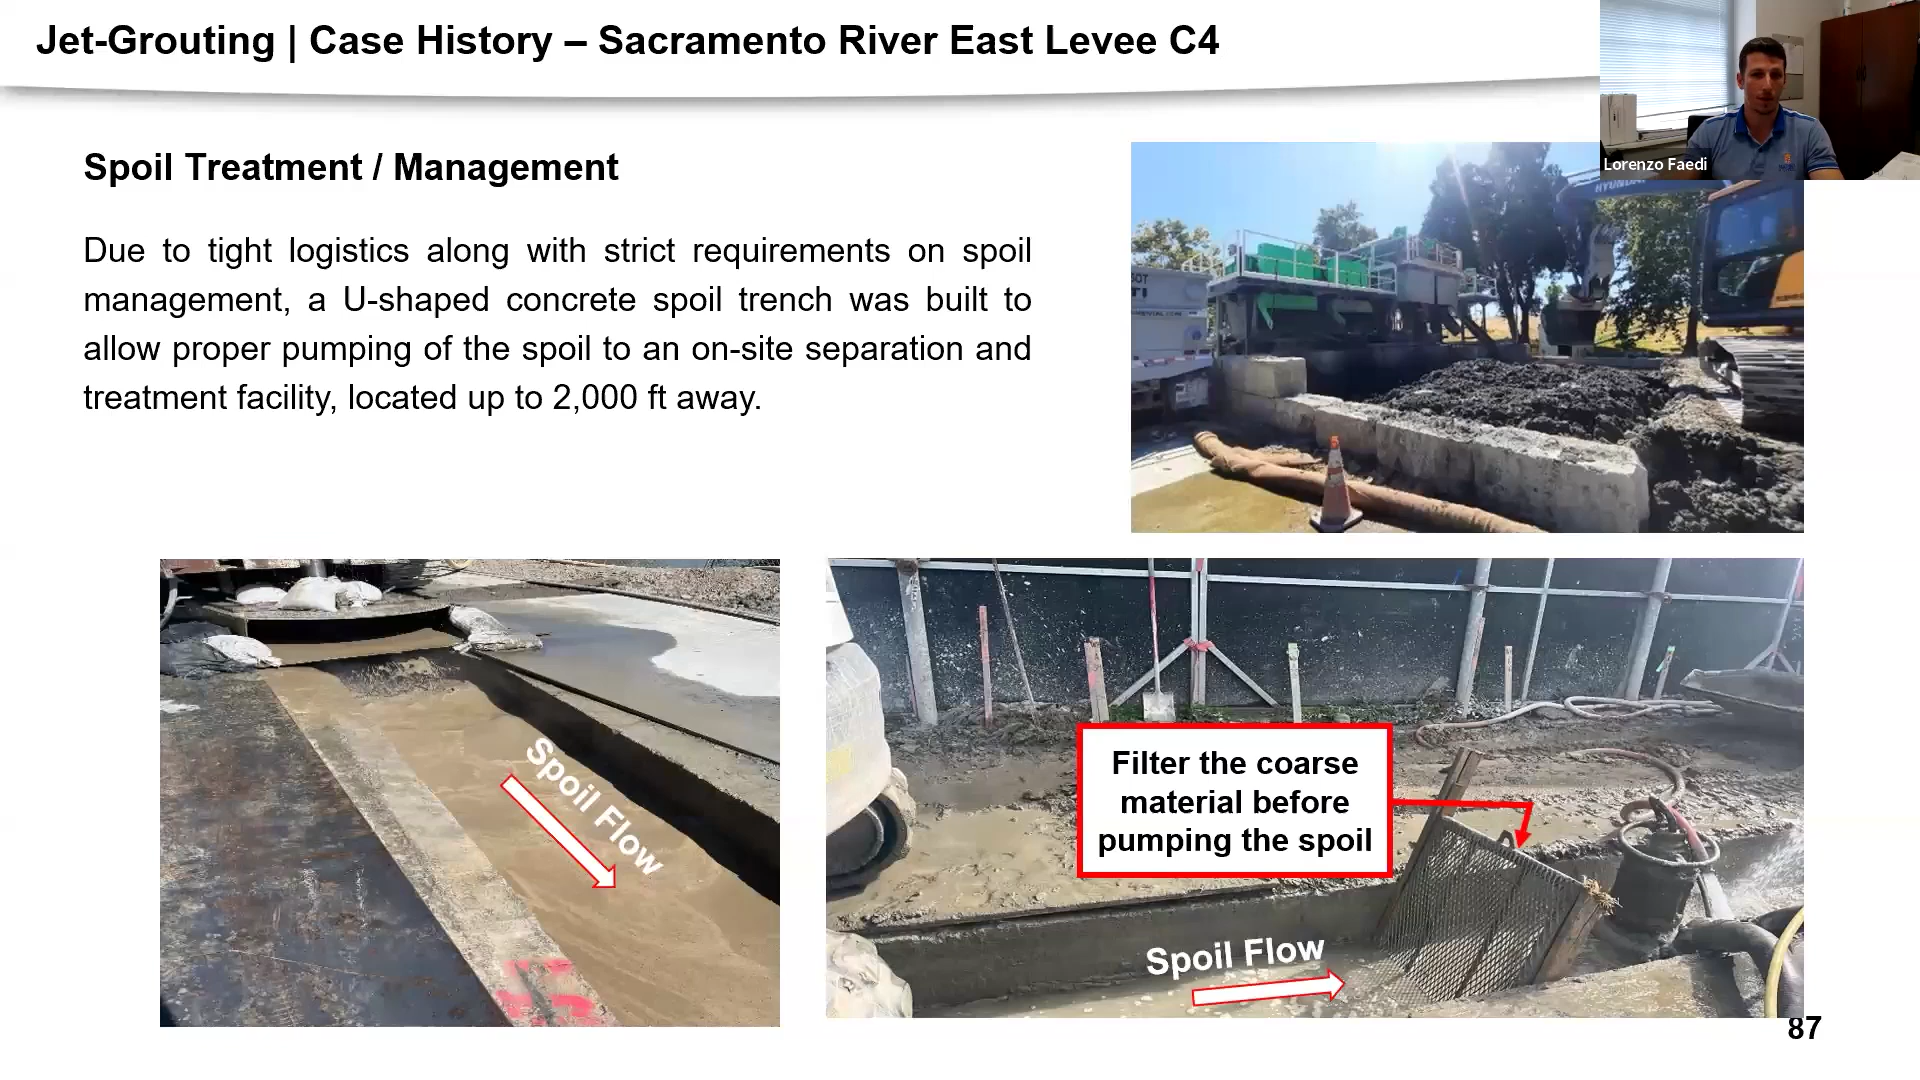 Jet-Grouting | Case History – Sacramento River East Levee C4
Lorenzo Faedi
Spoil Treatment / Management
Due to tight logistics along with strict requirements on spoil
management, a U-shaped concrete spoil trench was built to
allow proper pumping of the spoil to an on-site separation and
treatment facility, located up to 2,000 ft away.
HYUNDAI
Spoil Flow
Filter the coarse
material before
pumping the spoil
Spoil Flow
87